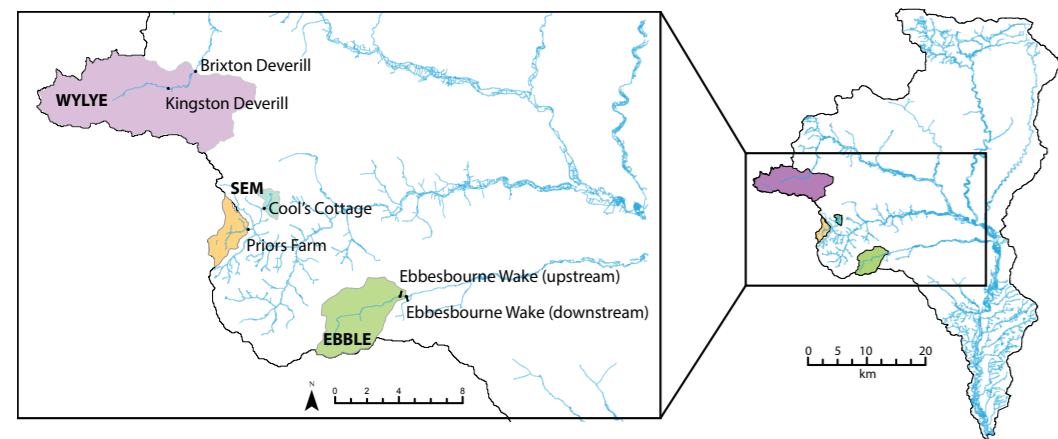 Brixton Deverill
WYLYE
Kingston Deverill
SEM
Cool's Cottage
Priors Farm
Ebbesbourne Wake (upstream)
Ebbesbourne Wake (downstream)
EBBLE
N
0 2 4 8
0 5 10 20
km